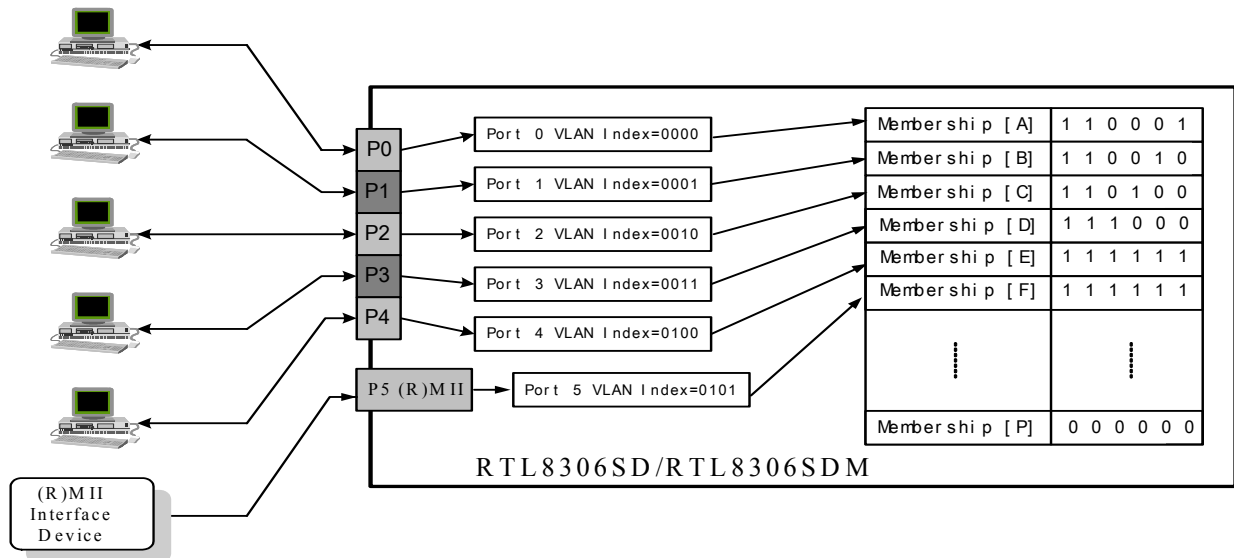 P0
P1
P2
P3
P4
P5 (R)MII
Port 0 VLAN Index=0000
Port 1 VLAN Index=0001
Port 2 VLAN Index=0010
Port 3 VLAN Index=0011
Port 4 VLAN Index=0100
Port 5 VLAN Index=0101
Membership [A] 1 1 0 0 0 1
Membership [B] 1 1 0 0 1 0
Membership [C] 1 1 0 1 0 0
Membership [D] 1 1 1 0 0 0
Membership [E] 1 1 1 1 1 1
Membership [F] 1 1 1 1 1 1
Membership [P] 0 0 0 0 0 0
RTL8306SD/RTL8306SDM
(R)MII
Interface
Device